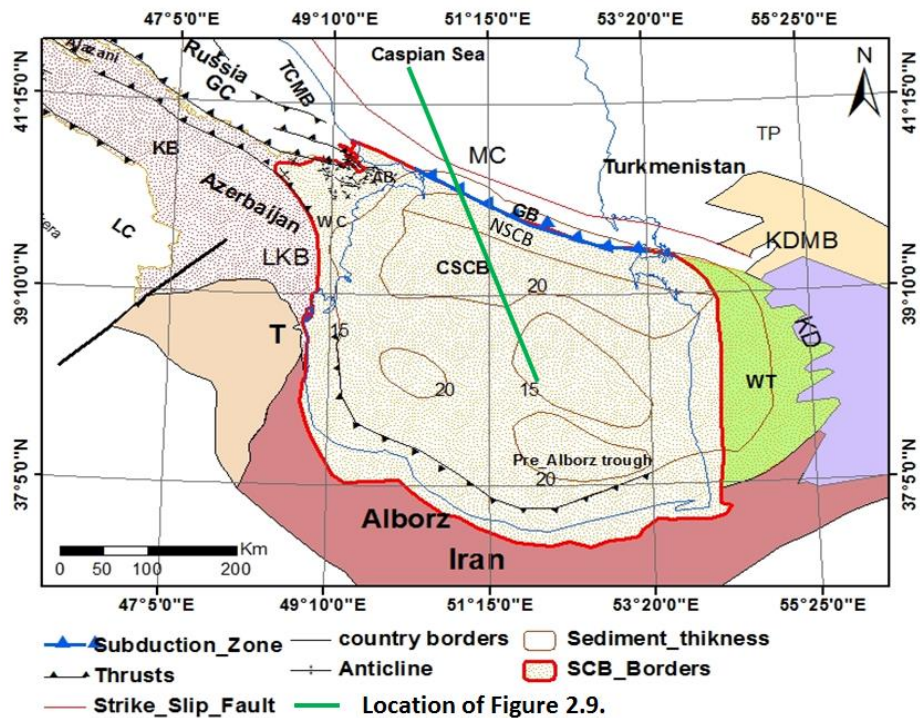 47°5'0"E 49°10'0"E 51°15'0"E 53°20'0"E 55°25'0"E
41°15'0"N
39°10'0"N
37°5'0"N
Alazani
Russia
GC
TCMB
Caspian Sea
N
TP
KB
AB
MC
Turkmenistan
Azerbaijan
WC
GB
NSCB
LC
LKB
CSCB
KDMB
20
KD
T
15
20
15
WT
Pre_Alborz trough
20
Alborz
Iran
Km
0 50 100 200
41°15'0"N
39°10'0"N
37°5'0"N
47°5'0"E 49°10'0"E 51°15'0"E 53°20'0"E 55°25'0"E
Subduction_Zone country borders Sediment_thikness
Thrusts Anticline SCB_Borders
Strike_Slip_Fault Location of Figure 2.9.